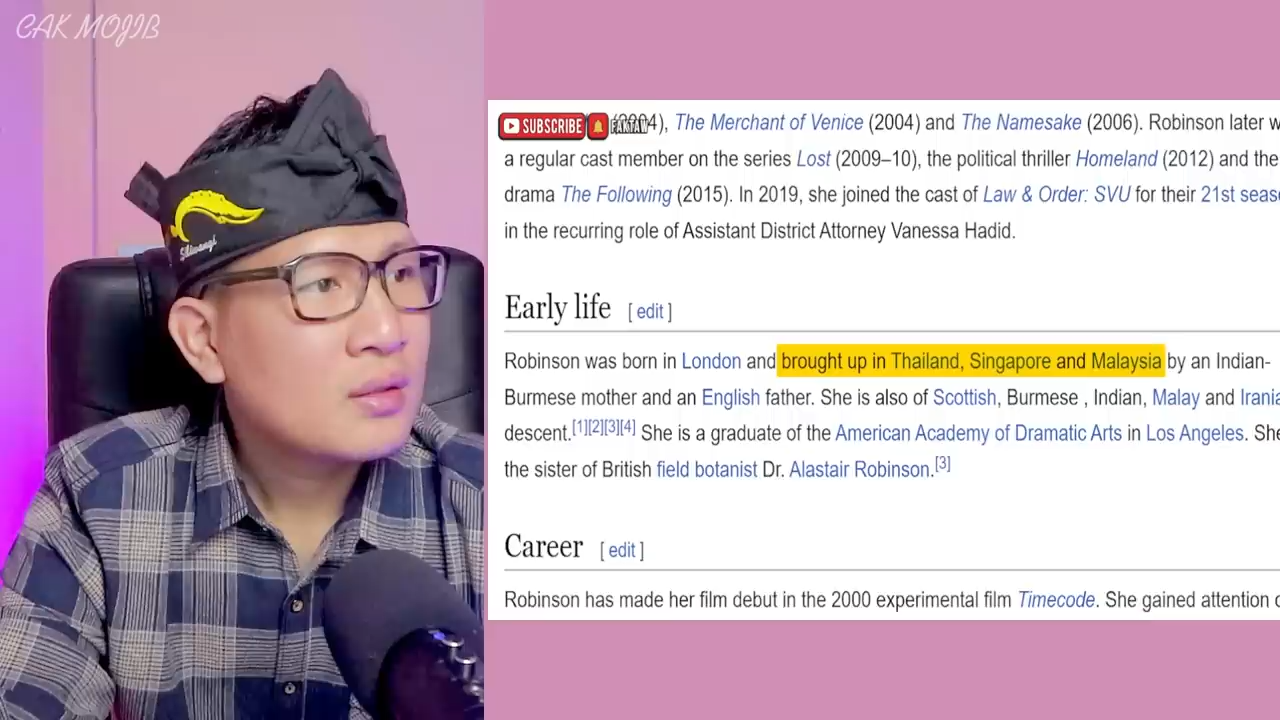 CAK MOJIB
Shiwangi
SUBSCRIBE
4), The Merchant of Venice (2004) and The Namesake (2006). Robinson later
a regular cast member on the series Lost (2009–10), the political thriller Homeland (2012) and the
drama The Following (2015). In 2019, she joined the cast of Law & Order: SVU for their 21st seas
in the recurring role of Assistant District Attorney Vanessa Hadid.
Early life [ edit ]
Robinson was born in London and brought up in Thailand, Singapore and Malaysia by an Indian-
Burmese mother and an English father. She is also of Scottish, Burmese , Indian, Malay and Irania
descent.[1][2][3][4] She is a graduate of the American Academy of Dramatic Arts in Los Angeles. She
the sister of British field botanist Dr. Alastair Robinson.[3]
Career [ edit ]
Robinson has made her film debut in the 2000 experimental film Timecode. She gained attention